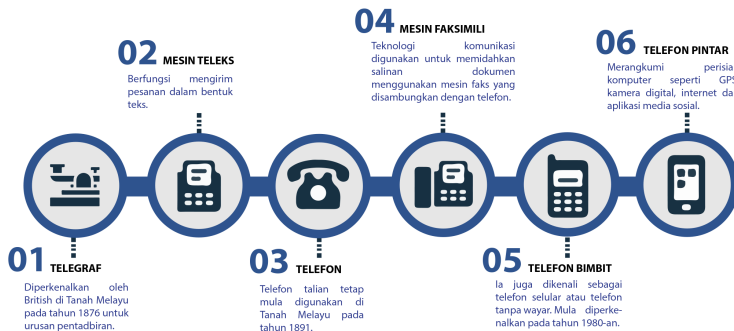 01 TELEGRAF
Diperkenalkan oleh
British di Tanah Melayu
pada tahun 1876 untuk
urusan pentadbiran.
02 MESIN TELEKS
Berfungsi mengirim
pesanan dalam bentuk
teks.
03 TELEFON
Telefon talian tetap
mula digunakan di
Tanah Melayu pada
tahun 1891.
04 MESIN FAKSIMILI
Teknologi komunikasi
digunakan untuk memidahkan
salinan dokumen
menggunakan mesin faks yang
disambungkan dengan telefon.
05 TELEFON BIMBIT
Ia juga dikenali sebagai
telefon selular atau telefon
tanpa wayar. Mula diperke-
nalkan pada tahun 1980-an.
06 TELEFON PINTAR
Merangkumi perisia
komputer seperti GPS
kamera digital, internet da
aplikasi media sosial.